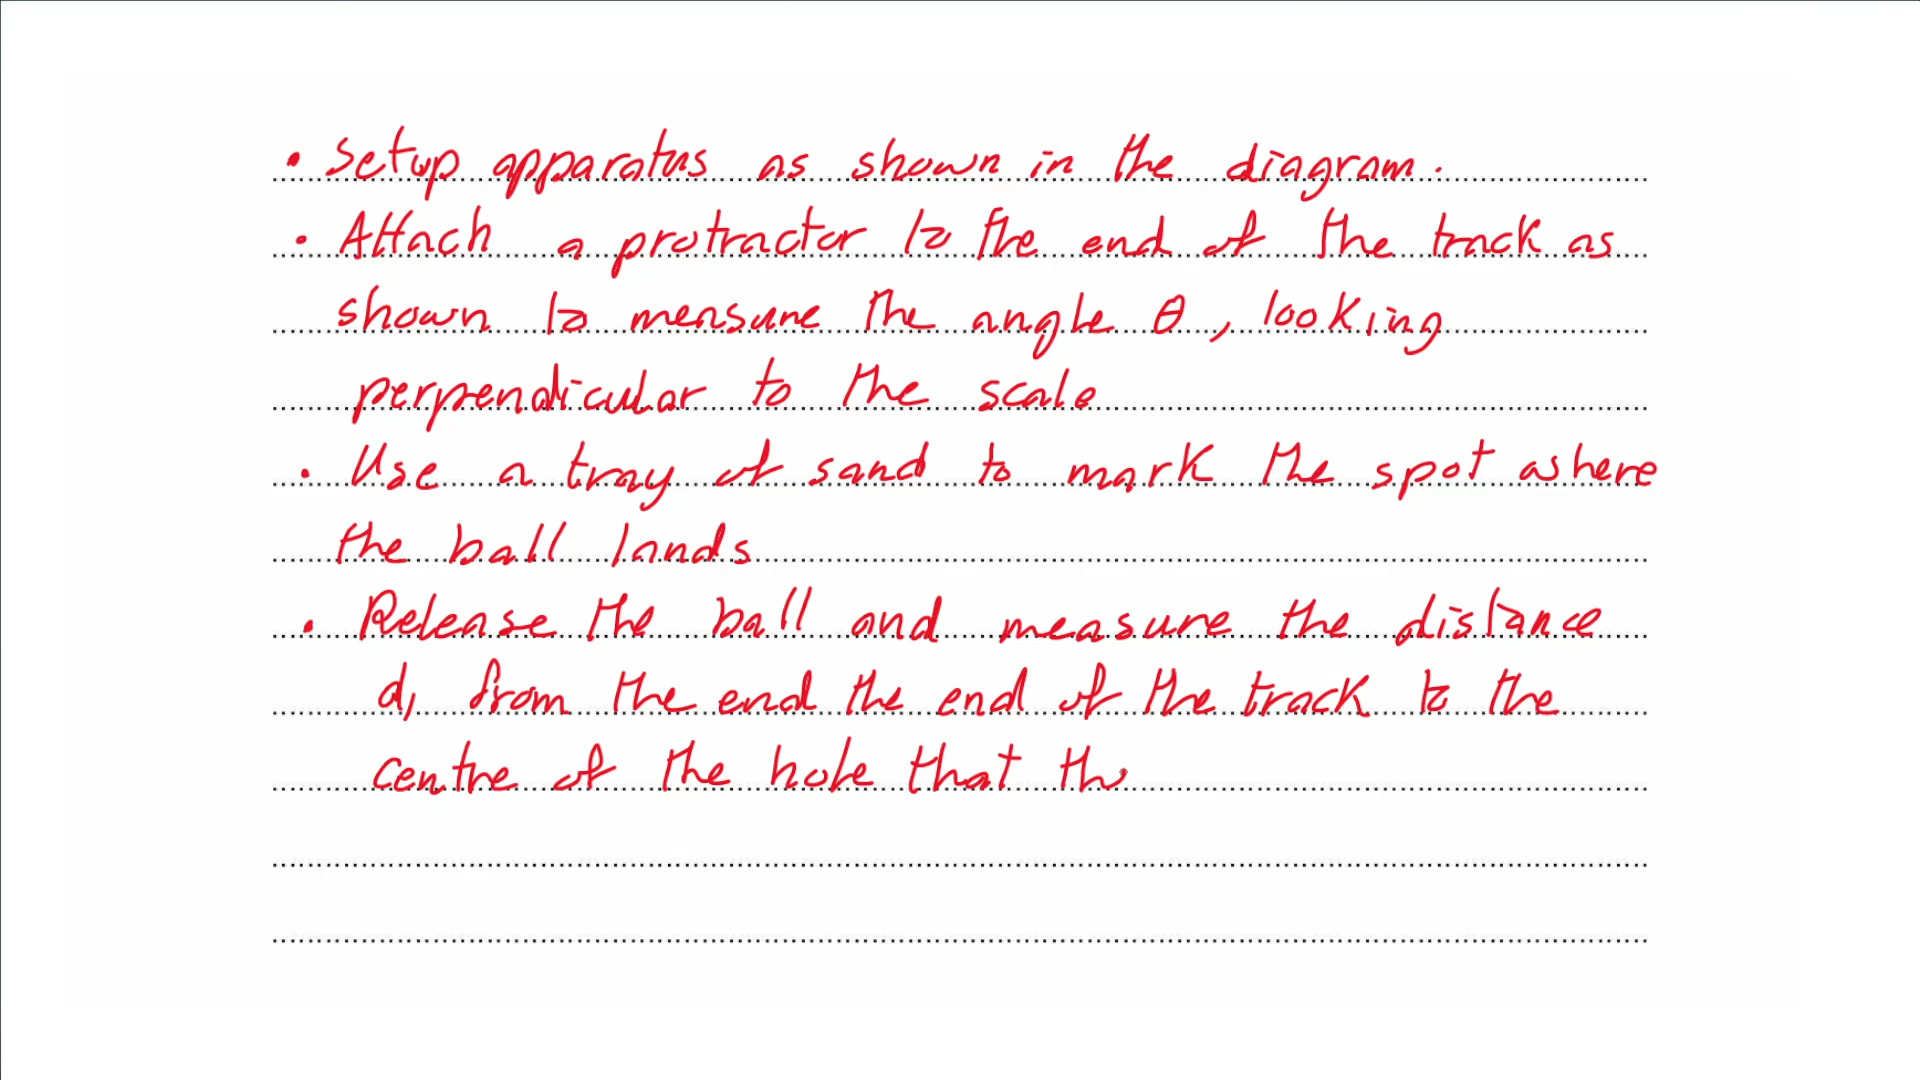 • Setup apparatus as shown in the diagram.
• Attach a protractor to the end of the track as
shown to measure the angle θ, looking
perpendicular to the scale
• Use a tray of sand to mark the spot ashere
the ball lands
• Release the ball and measure the distance
d, from the end the end of the track to the
centre of the hole that th